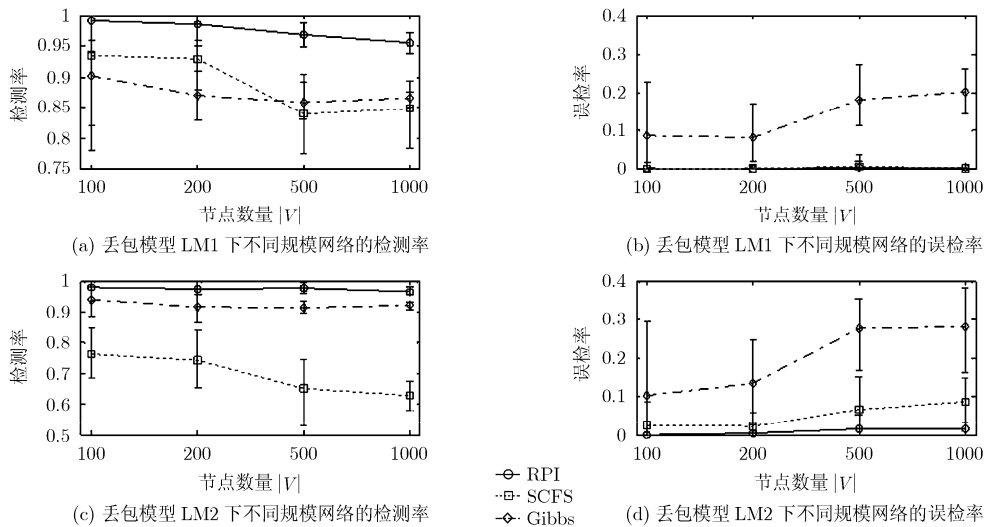 1
0.95
0.9
0.85
0.8
0.75
检测率
100 200 500 1000
节点数量 |V|
(a) 丢包模型 LM1 下不同规模网络的检测率
0.4
0.3
0.2
0.1
0
误检率
100 200 500 1000
节点数量 |V|
(b) 丢包模型 LM1 下不同规模网络的误检率
1
0.9
0.8
0.7
0.6
0.5
检测率
100 200 500 1000
节点数量 |V|
(c) 丢包模型 LM2 下不同规模网络的检测率
RPI
SCFS
Gibbs
0.4
0.3
0.2
0.1
0
误检率
100 200 500 1000
节点数量 |V|
(d) 丢包模型 LM2 下不同规模网络的误检率